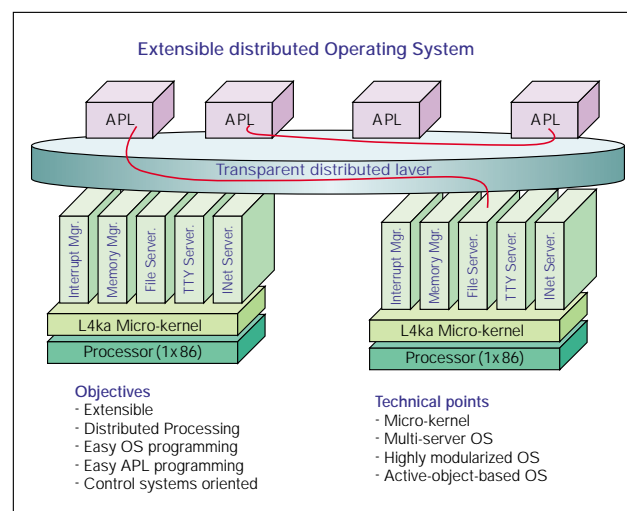 Extensible distributed Operating System
APL
APL
APL
APL
Transparent distributed laver
Interrupt Mgr.
Memory Mgr.
File Server.
TTY Server.
INet Server.
Interrupt Mgr.
Memory Mgr.
File Server.
TTY Server.
INet Server.
L4ka Micro-kernel
Processor (1x86)
L4ka Micro-kernel
Processor (1x86)
Objectives
- Extensible
- Distributed Processing
- Easy OS programming
- Easy APL programming
- Control systems oriented
Technical points
- Micro-kernel
- Multi-server OS
- Highly modularized OS
- Active-object-based OS